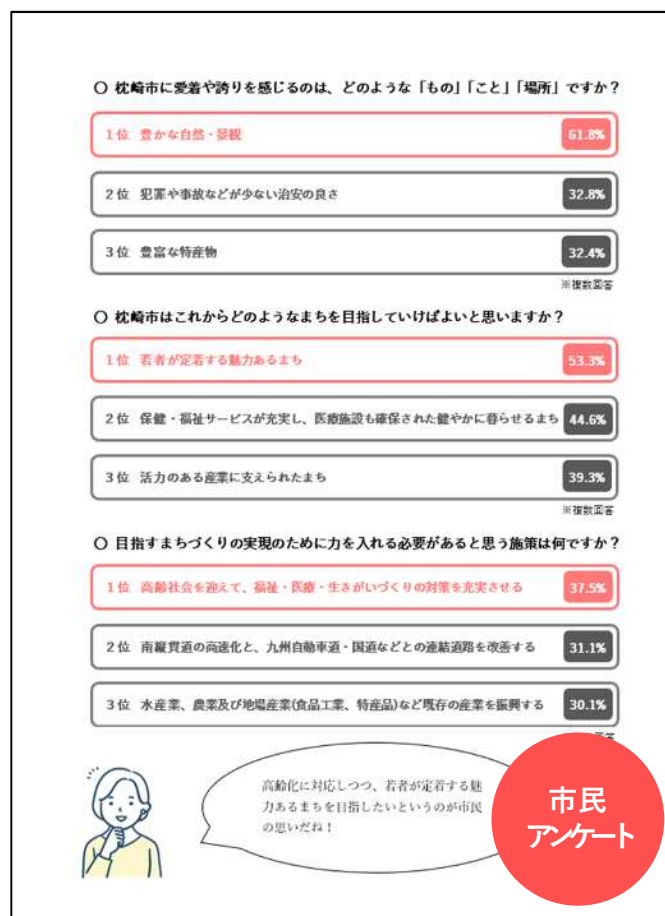 〇 枕崎市に愛着や誇りを感じるのは、どのような「もの」「こと」「場所」ですか？
1位 豊かな自然・景観 61.8%
2位 犯罪や事故などが少ない治安の良さ 32.8%
3位 豊富な特産物 32.4%
※複数回答
〇 枕崎市はこれからどのようなまちを目指していけばよいと思いますか？
1位 若者が定着する魅力あるまち 53.3%
2位 保健・福祉サービスが充実し、医療施設も確保された健やかに暮らせるまち 44.6%
3位 活力のある産業に支えられたまち 39.3%
※複数回答
〇 目指すまちづくりの実現のために力を入れる必要があると思う施策は何ですか？
1位 高齢社会を迎えて、福祉・医療・生きがいづくりの対策を充実させる 37.5%
2位 南縦貫道の高速化と、九州自動車道・国道などとの連結道路を改善する 31.1%
3位 水産業、農業及び地場産業(食品工業、特産品)など既存の産業を振興する 30.1%
高齢化に対応しつつ、若者が定着する魅
力あるまちを目指したいというのが市民
の思いだね！
市民
アンケート